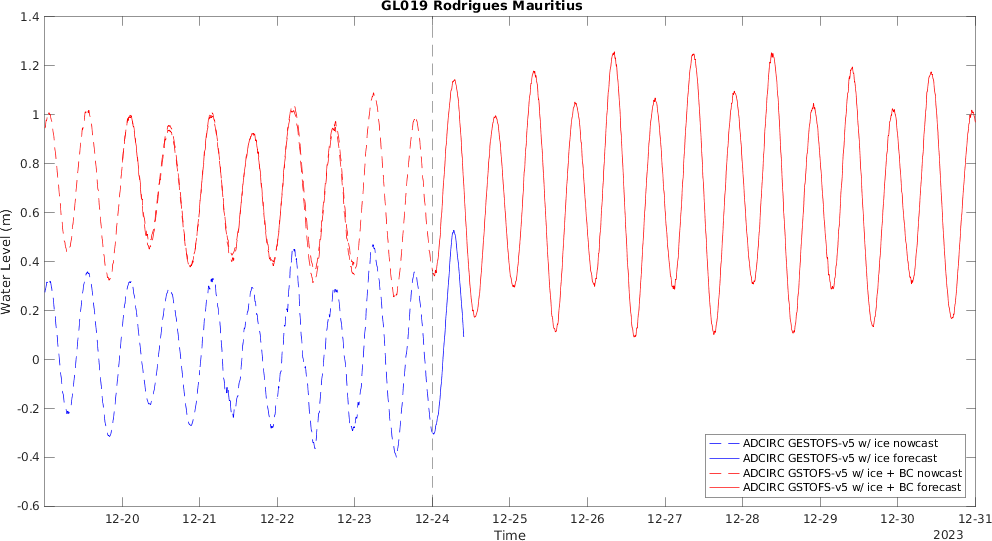 GL019 Rodrigues Mauritius
1.4
1.2
1
0.8
0.6
0.4
0.2
0
-0.2
-0.4
-0.6
Water Level (m)
ADCIRC GESTOFS-v5 w/ ice nowcast
ADCIRC GESTOFS-v5 w/ ice forecast
ADCIRC GSTOFS-v5 w/ ice + BC nowcast
ADCIRC GSTOFS-v5 w/ ice + BC forecast
12-20 12-21 12-22 12-23 12-24 12-25 12-26 12-27 12-28 12-29 12-30 12-31
Time
2023